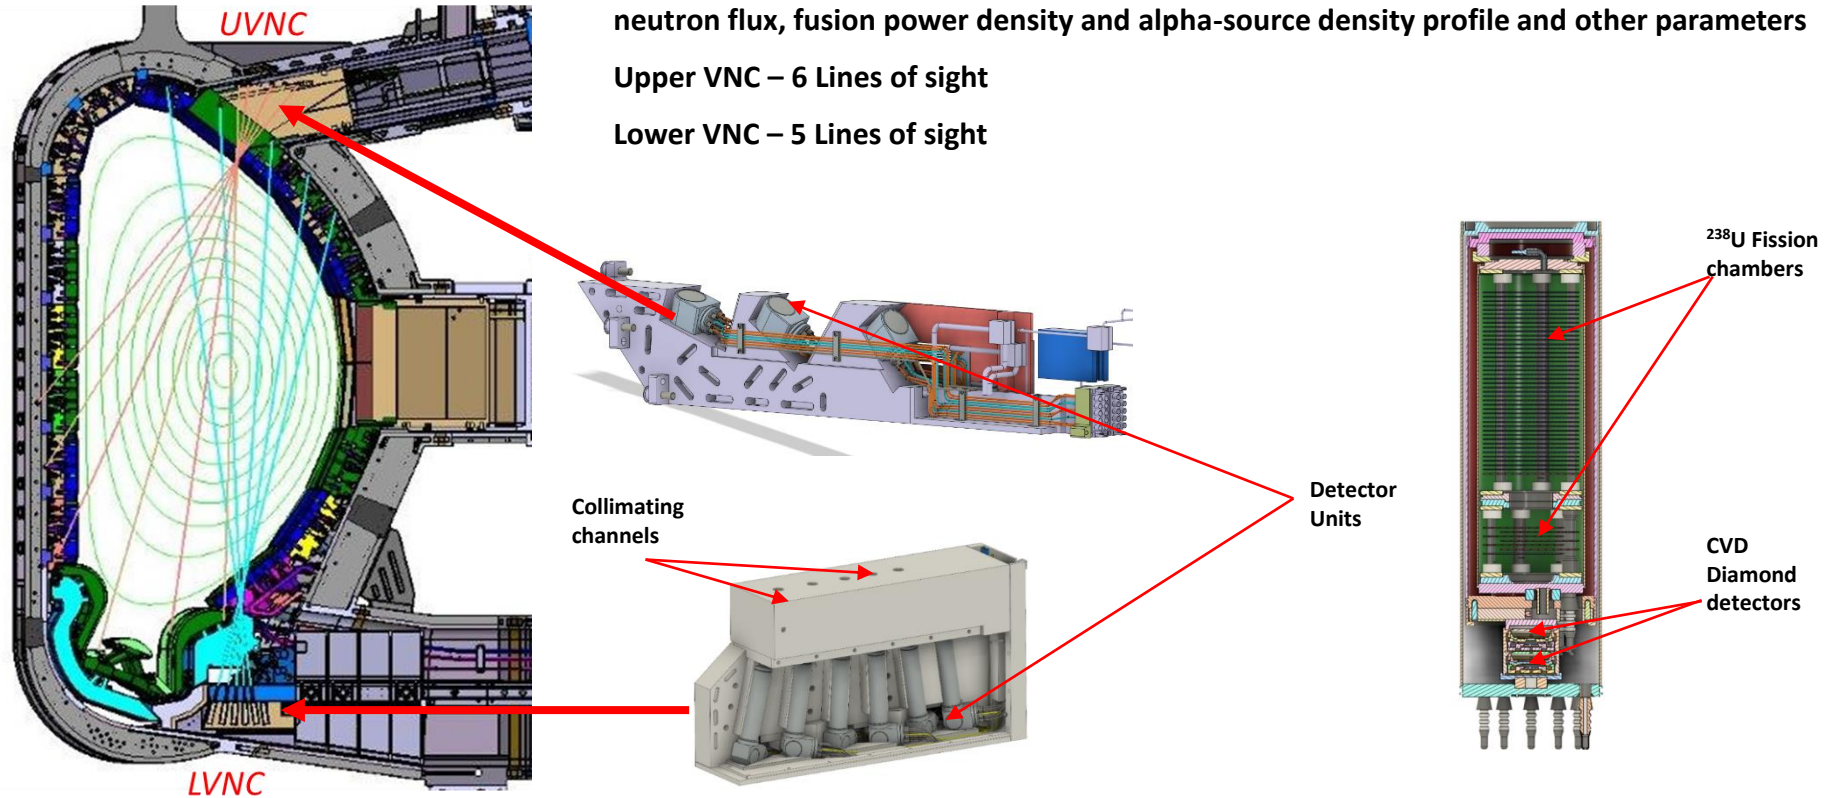 UVNC
neutron flux, fusion power density and alpha-source density profile and other parameters
Upper VNC – 6 Lines of sight
Lower VNC – 5 Lines of sight
²³⁸U Fission
chambers
Collimating
channels
Detector
Units
CVD
Diamond
detectors
LVNC